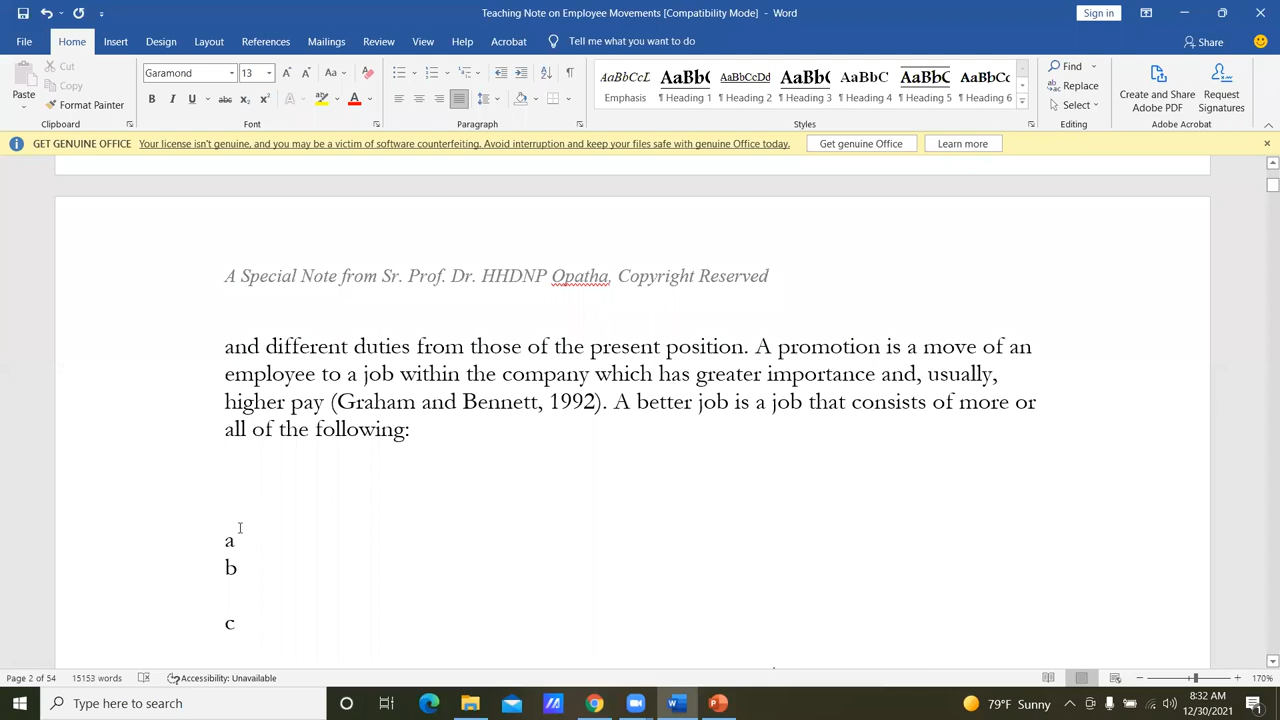 Teaching Note on Employee Movements [Compatibility Mode] - Word
Sign in
File Home Insert Draw Design Layout References Mailings Review View Help Acrobat Tell me what you want to do Share
Paste
Cut
Copy
Format Painter
Clipboard
Garamond 13
Font
Paragraph
AaBbCcL AaBb( AaBbCcDd AaBb( AaBbC AaBbC AaBbC
Emphasis ¶ Heading 1 ¶ Heading 2 ¶ Heading 3 ¶ Heading 4 ¶ Heading 5 ¶ Heading 6
Styles
Find
Replace
Select
Editing
Create and Share Adobe PDF
Request Signatures
Adobe Acrobat
GET GENUINE OFFICE Your license isn't genuine, and you may be a victim of software counterfeiting. Avoid interruption and keep your files safe with genuine Office today. Get genuine Office Learn more
A Special Note from Sr. Prof. Dr. HHDNP Opatha, Copyright Reserved
and different duties from those of the present position. A promotion is a move of an
employee to a job within the company which has greater importance and, usually,
higher pay (Graham and Bennett, 1992). A better job is a job that consists of more or
all of the following:
a
b
c
Page 2 of 54 15153 words Accessibility: Unavailable 170%
Type here to search
79°F Sunny
8:32 AM
12/30/2021